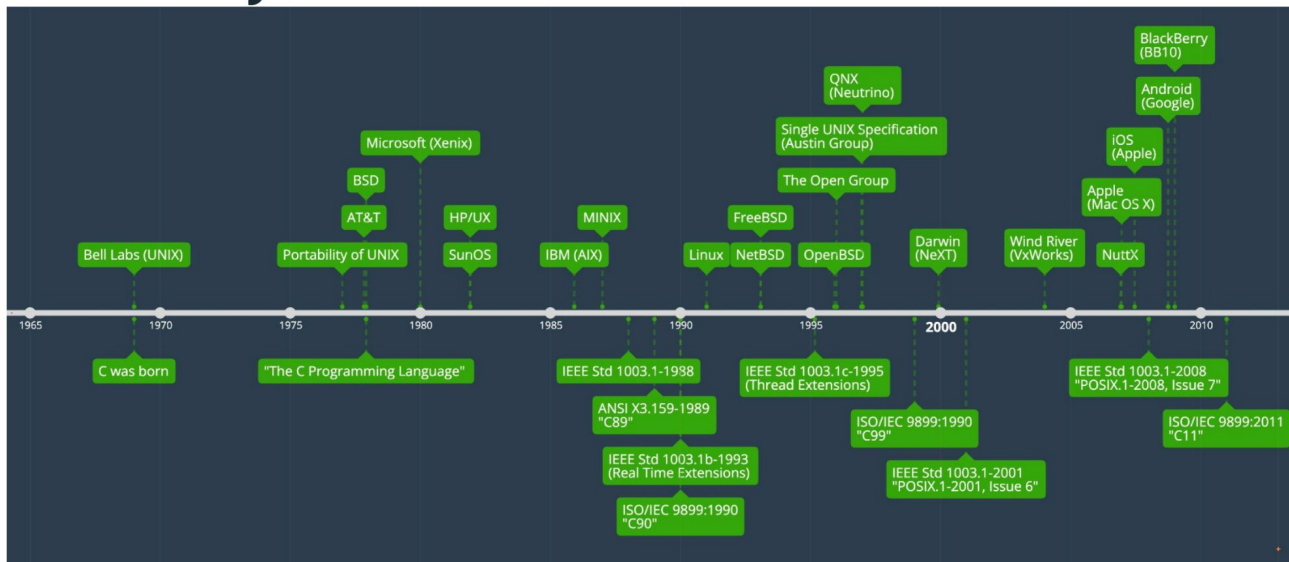 BlackBerry
(BB10)
QNX
(Neutrino)
Android
(Google)
Single UNIX Specification
(Austin Group)
Microsoft (Xenix)
iOS
(Apple)
BSD
The Open Group
Apple
(Mac OS X)
AT&T
HP/UX
MINIX
FreeBSD
Bell Labs (UNIX)
Portability of UNIX
SunOS
IBM (AIX)
Linux
NetBSD
OpenBSD
Darwin
(NeXT)
Wind River
(VxWorks)
NuttX
1965
1970
1975
1980
1985
1990
1995
2000
2005
2010
C was born
"The C Programming Language"
IEEE Std 1003.1-1988
IEEE Std 1003.1c-1995
(Thread Extensions)
IEEE Std 1003.1-2008
"POSIX.1-2008, Issue 7"
ANSI X3.159-1989
"C89"
ISO/IEC 9899:1990
"C99"
ISO/IEC 9899:2011
"C11"
IEEE Std 1003.1b-1993
(Real Time Extensions)
IEEE Std 1003.1-2001
"POSIX.1-2001, Issue 6"
ISO/IEC 9899:1990
"C90"